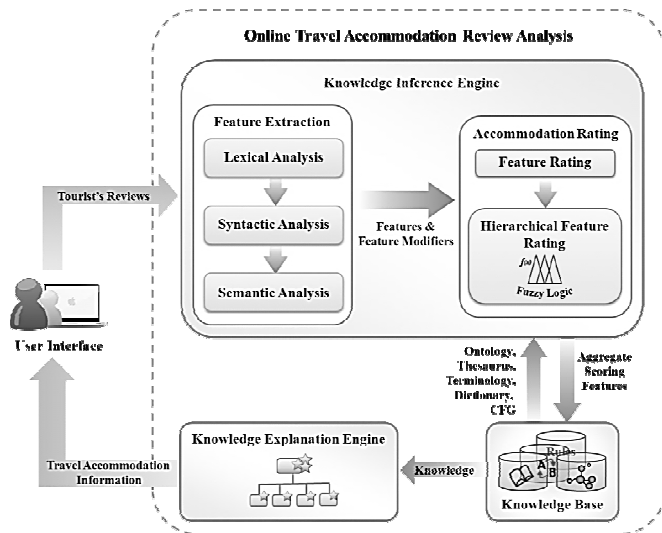 Online Travel Accommodation Review Analysis
Knowledge Inference Engine
Feature Extraction
Lexical Analysis
Syntactic Analysis
Semantic Analysis
Tourist's Reviews
Features &
Feature Modifiers
Accommodation Rating
Feature Rating
Hierarchical Feature
Rating
Fuzzy Logic
User Interface
Ontology,
Thesaurus,
Terminology,
Dictionary,
CFG
Aggregate
Scoring
Features
Travel Accommodation
Information
Knowledge Explanation Engine
Knowledge
Rules
A
B
Knowledge Base